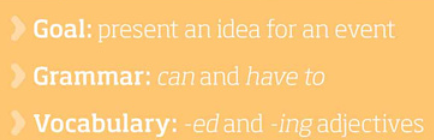 Goal: present an idea for an event
Grammar: can and have to
Vocabulary: -ed and -ing adjectives